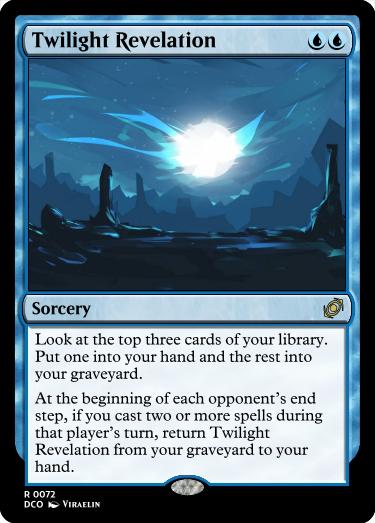 Twilight Revelation
Sorcery
Look at the top three cards of your library.
Put one into your hand and the rest into
your graveyard.
At the beginning of each opponent's end
step, if you cast two or more spells during
that player's turn, return Twilight
Revelation from your graveyard to your
hand.
R 0072
DCO Viraelin